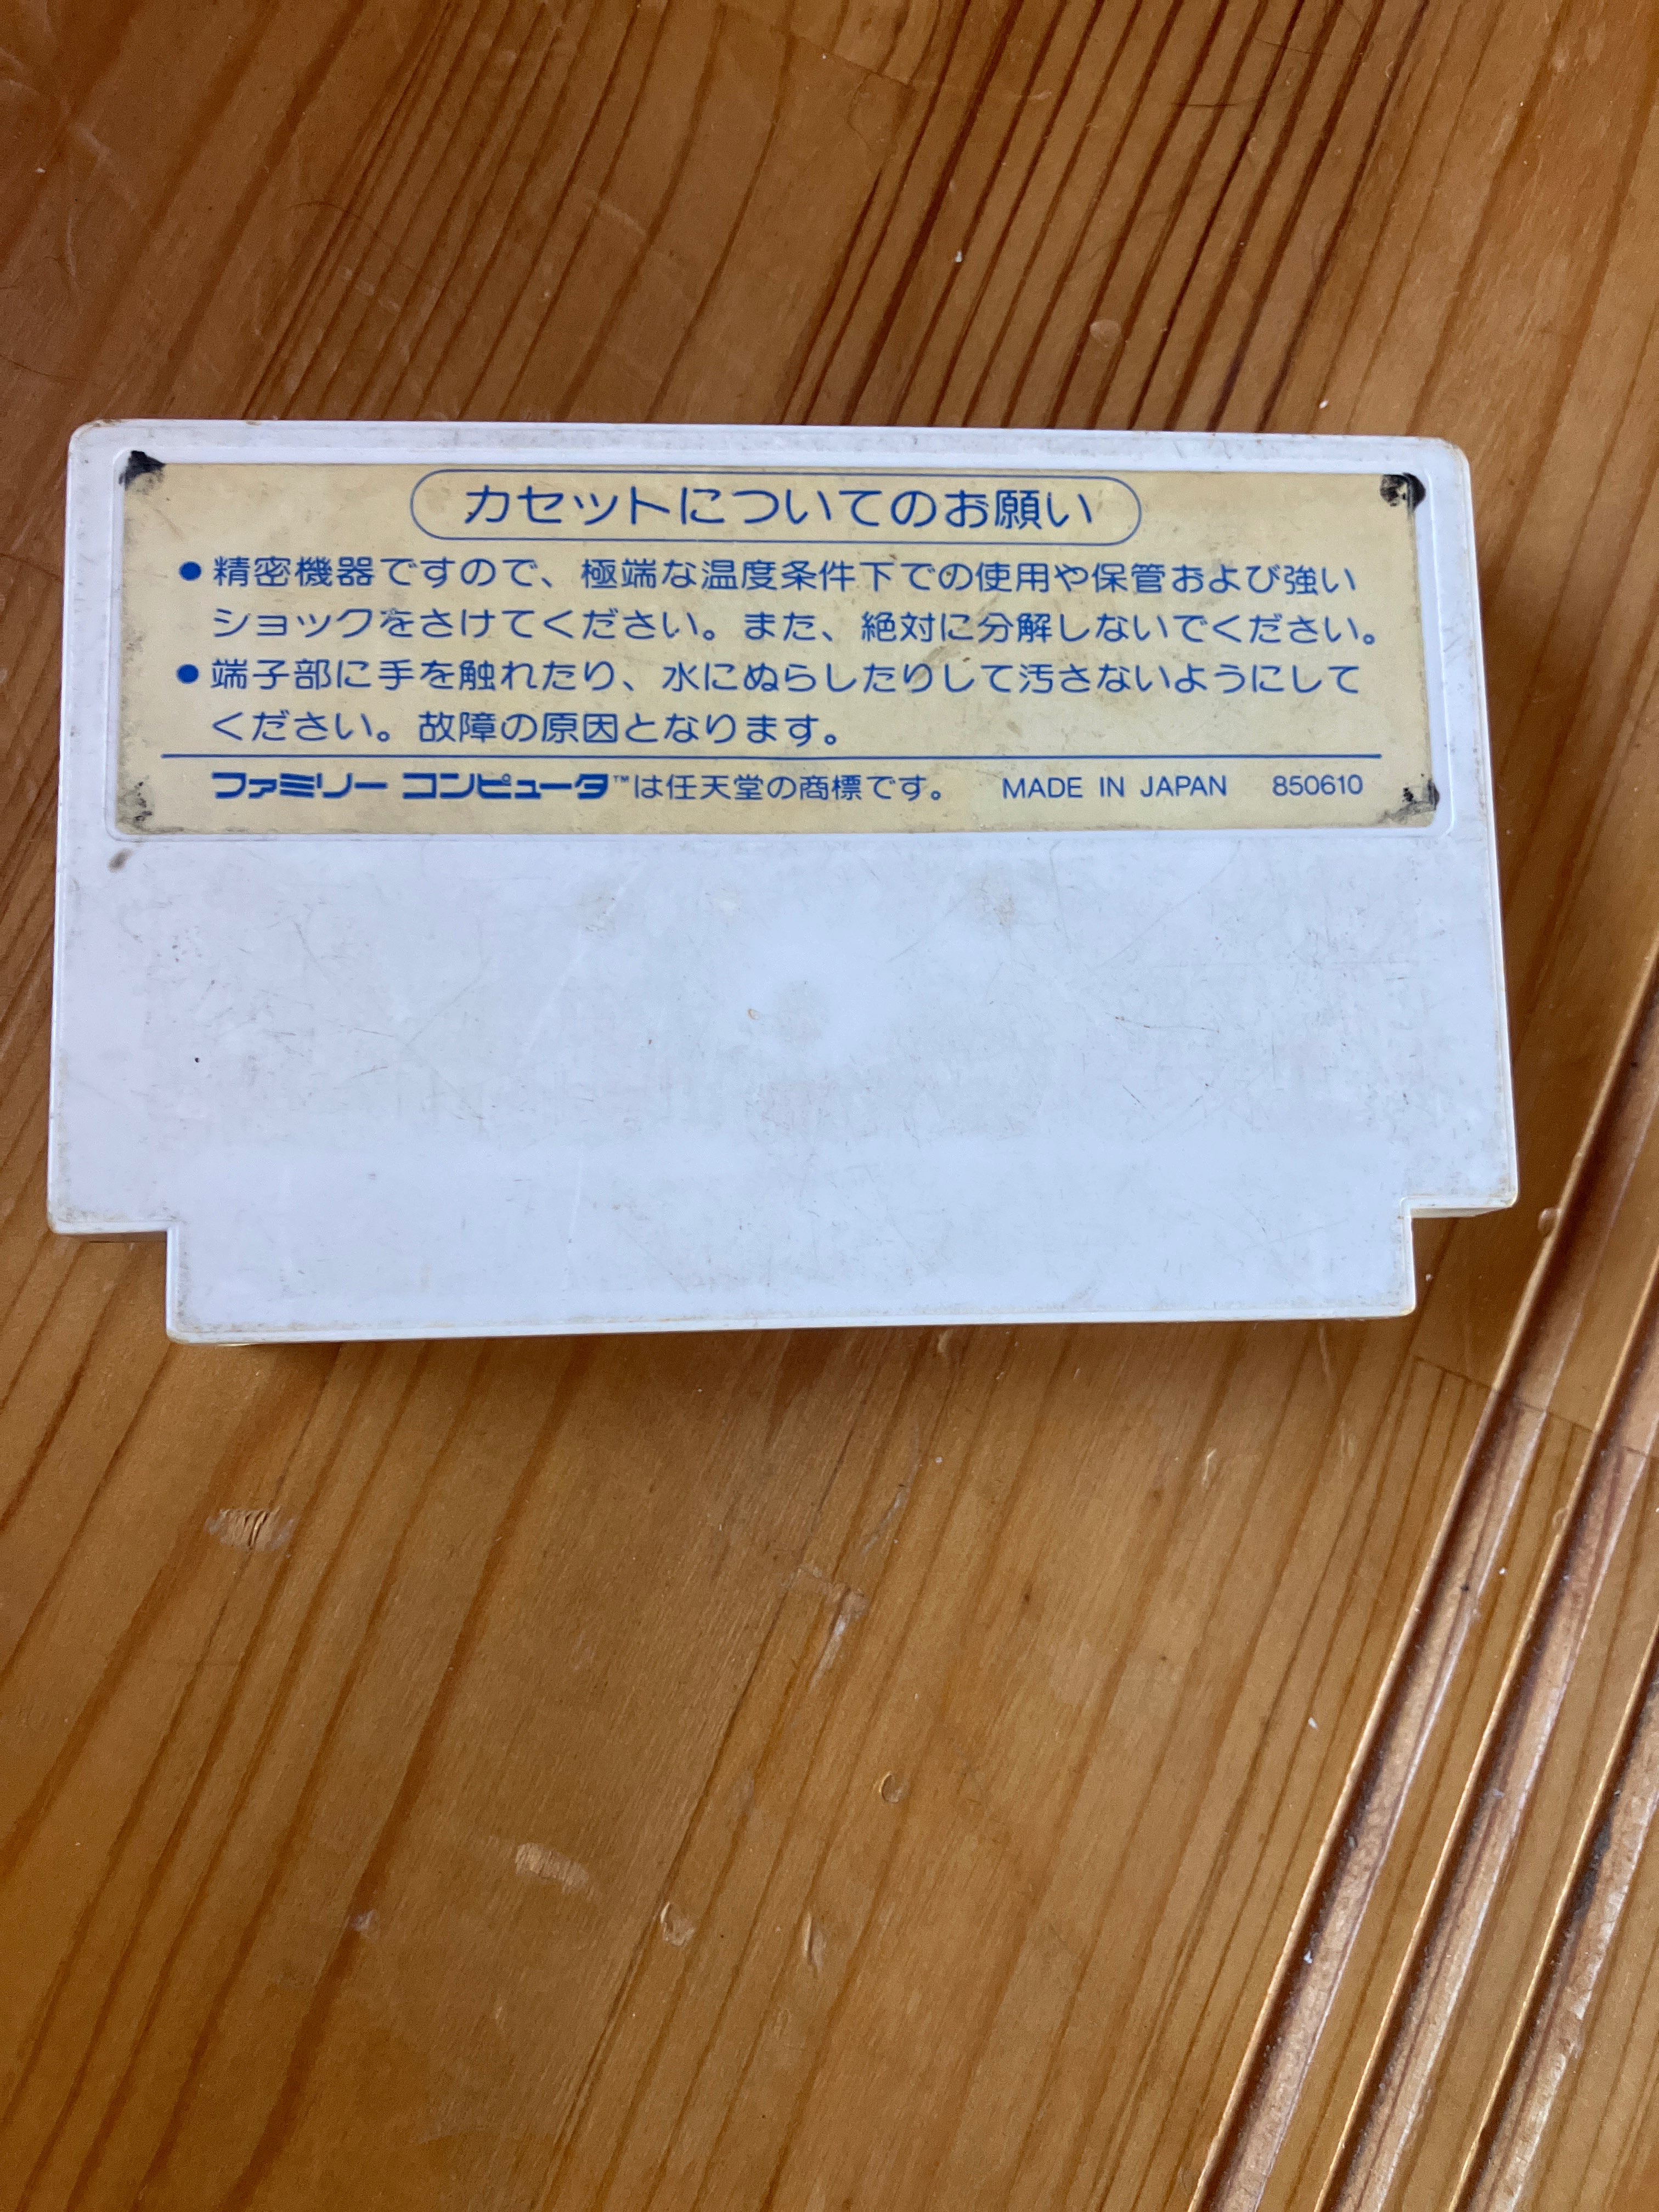 カセットについてのお願い
●精密機器ですので、極端な温度条件下での使用や保管および強い
ショックをさけてください。また、絶対に分解しないでください。
●端子部に手を触れたり、水にぬらしたりして汚さないようにして
ください。故障の原因となります。
ファミリー コンピュータ™は任天堂の商標です。 MADE IN JAPAN 850610